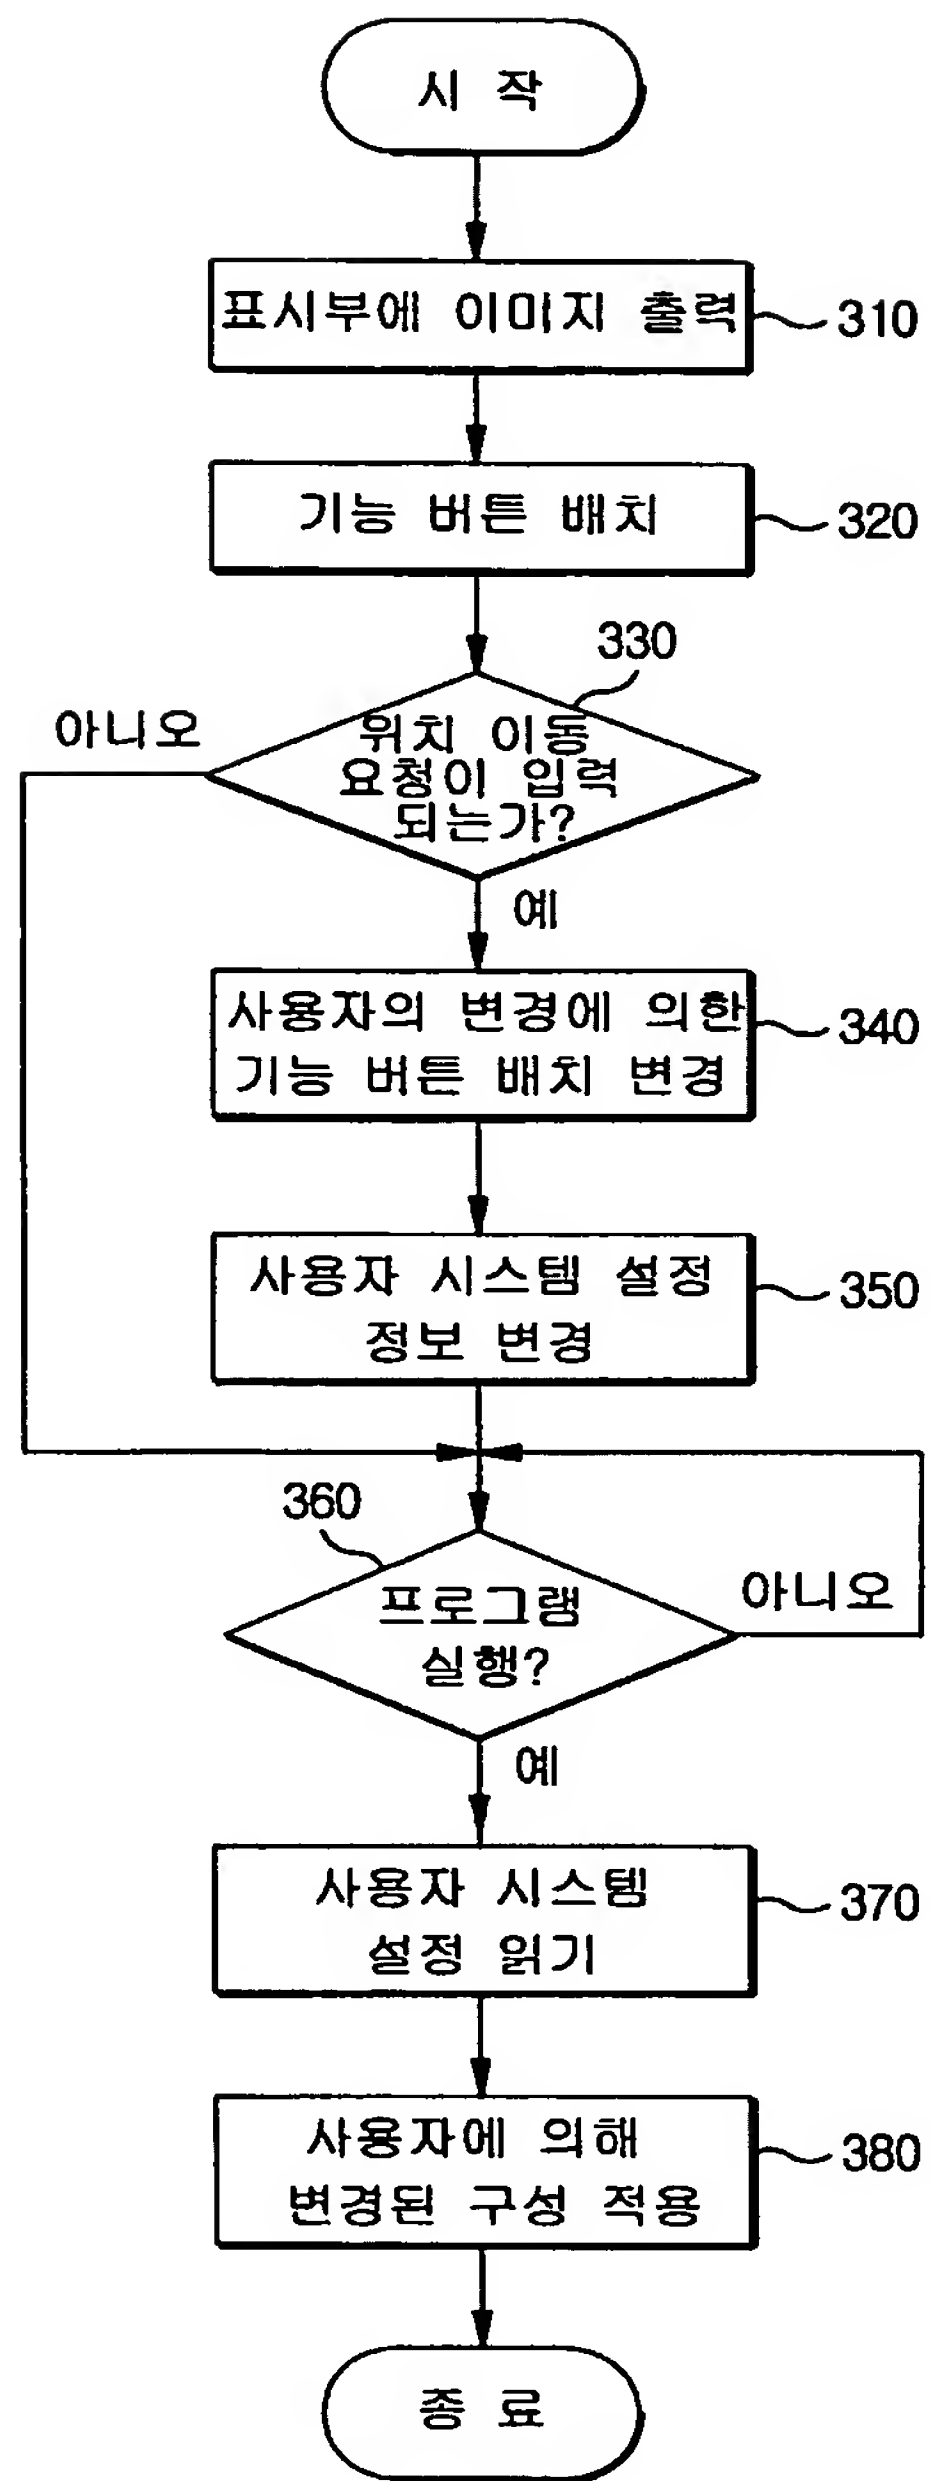 시 작
표시부에 이미지 출력
310
기능 버튼 배치
320
330
아니오
위치 이동
요청이 입력
되는가?
예
사용자의 변경에 의한
기능 버튼 배치 변경
340
사용자 시스템 설정
정보 변경
350
360
프로그램
실행?
아니오
예
사용자 시스템
설정 읽기
370
사용자에 의해
변경된 구성 적용
380
종 료